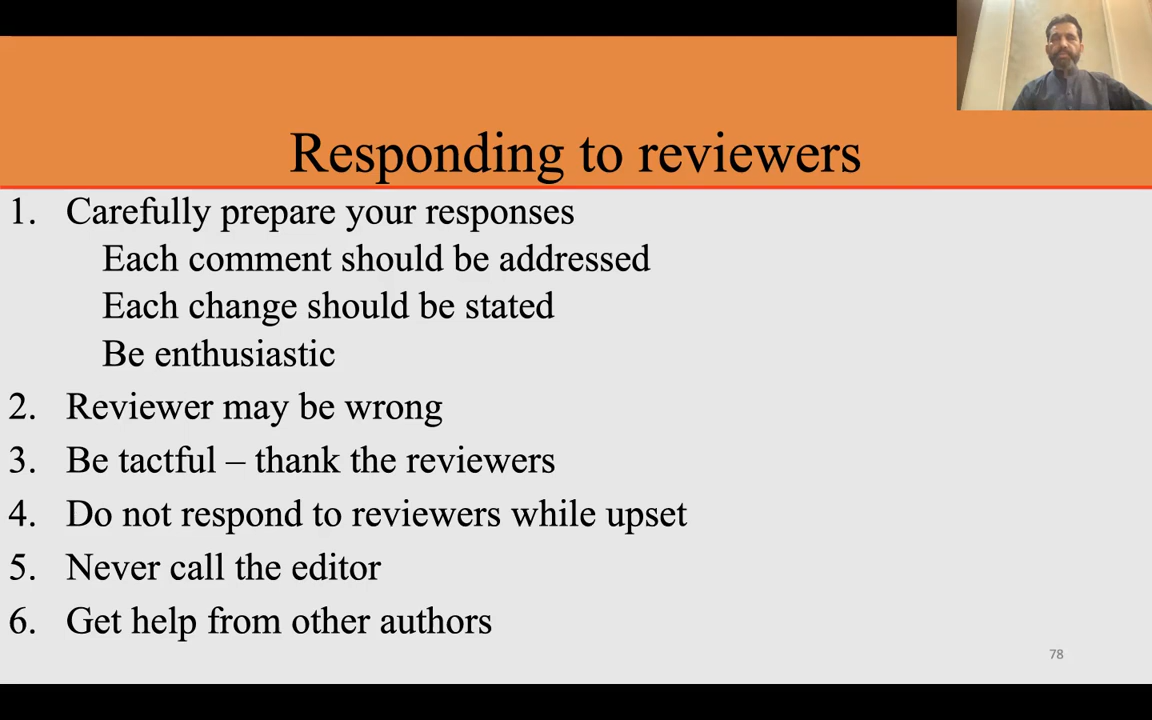 Responding to reviewers
1. Carefully prepare your responses
Each comment should be addressed
Each change should be stated
Be enthusiastic
2. Reviewer may be wrong
3. Be tactful – thank the reviewers
4. Do not respond to reviewers while upset
5. Never call the editor
6. Get help from other authors
78